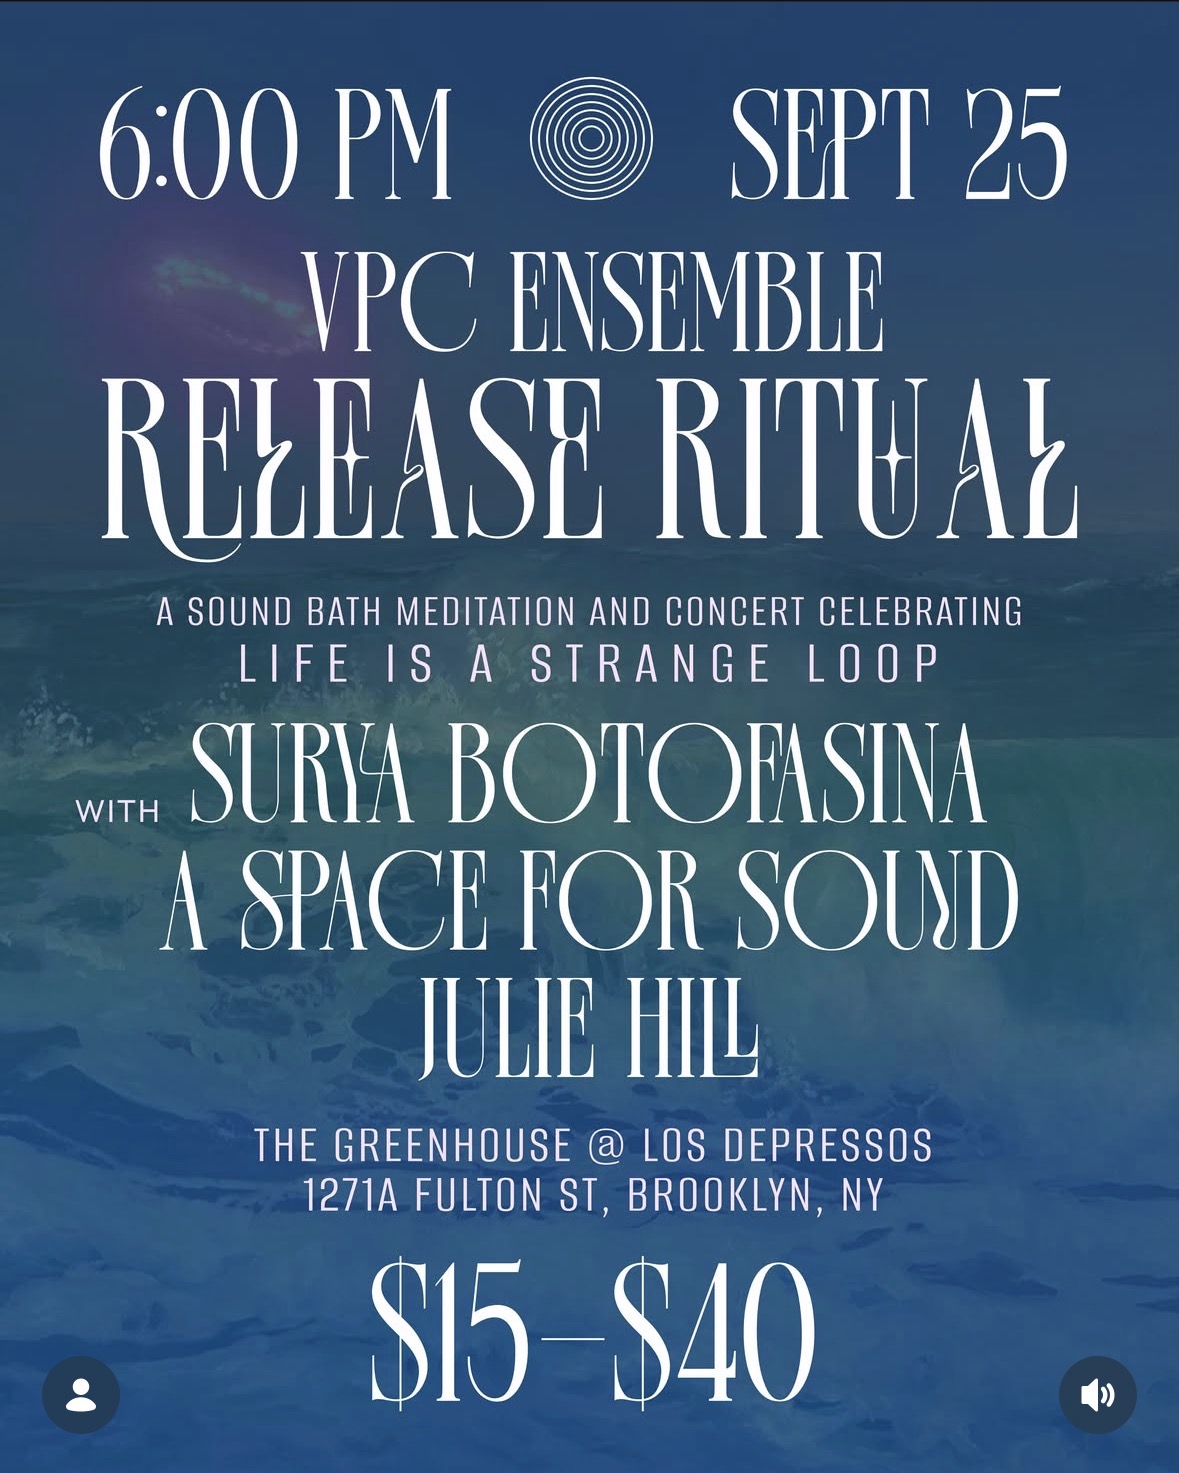 6:00 PM SEPT 25
VPC ENSEMBLE
RELEASE RITUAL
A SOUND BATH MEDITATION AND CONCERT CELEBRATING
LIFE IS A STRANGE LOOP
WITH SURYA BOTOFASINA
A SPACE FOR SOUND
JULIE HILL
THE GREENHOUSE @ LOS DEPRESSOS
1271A FULTON ST, BROOKLYN, NY
$15—$40